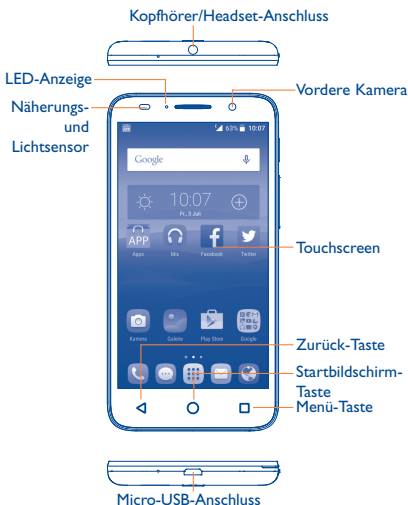 Kopfhörer/Headset-Anschluss
LED-Anzeige
Näherungs-
und
Lichtsensor
Vordere Kamera
63% 10:07
Google
10:07
Fr., 3 Juli
APP
Apps
Mix
Facebook
Twitter
Touchscreen
Kamera
Galerie
Play Store
Google
Zurück-Taste
Startbildschirm-
Taste
Menü-Taste
Micro-USB-Anschluss